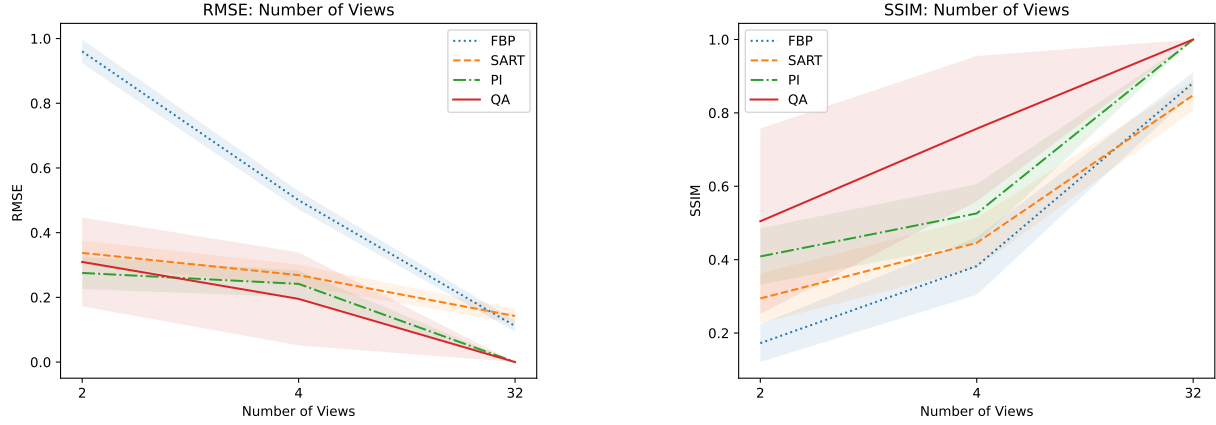 RMSE: Number of Views
RMSE
1.0
0.8
0.6
0.4
0.2
0.0
2
4
32
Number of Views
FBP
SART
PI
QA
SSIM: Number of Views
SSIM
1.0
0.8
0.6
0.4
0.2
2
4
32
Number of Views
FBP
SART
PI
QA